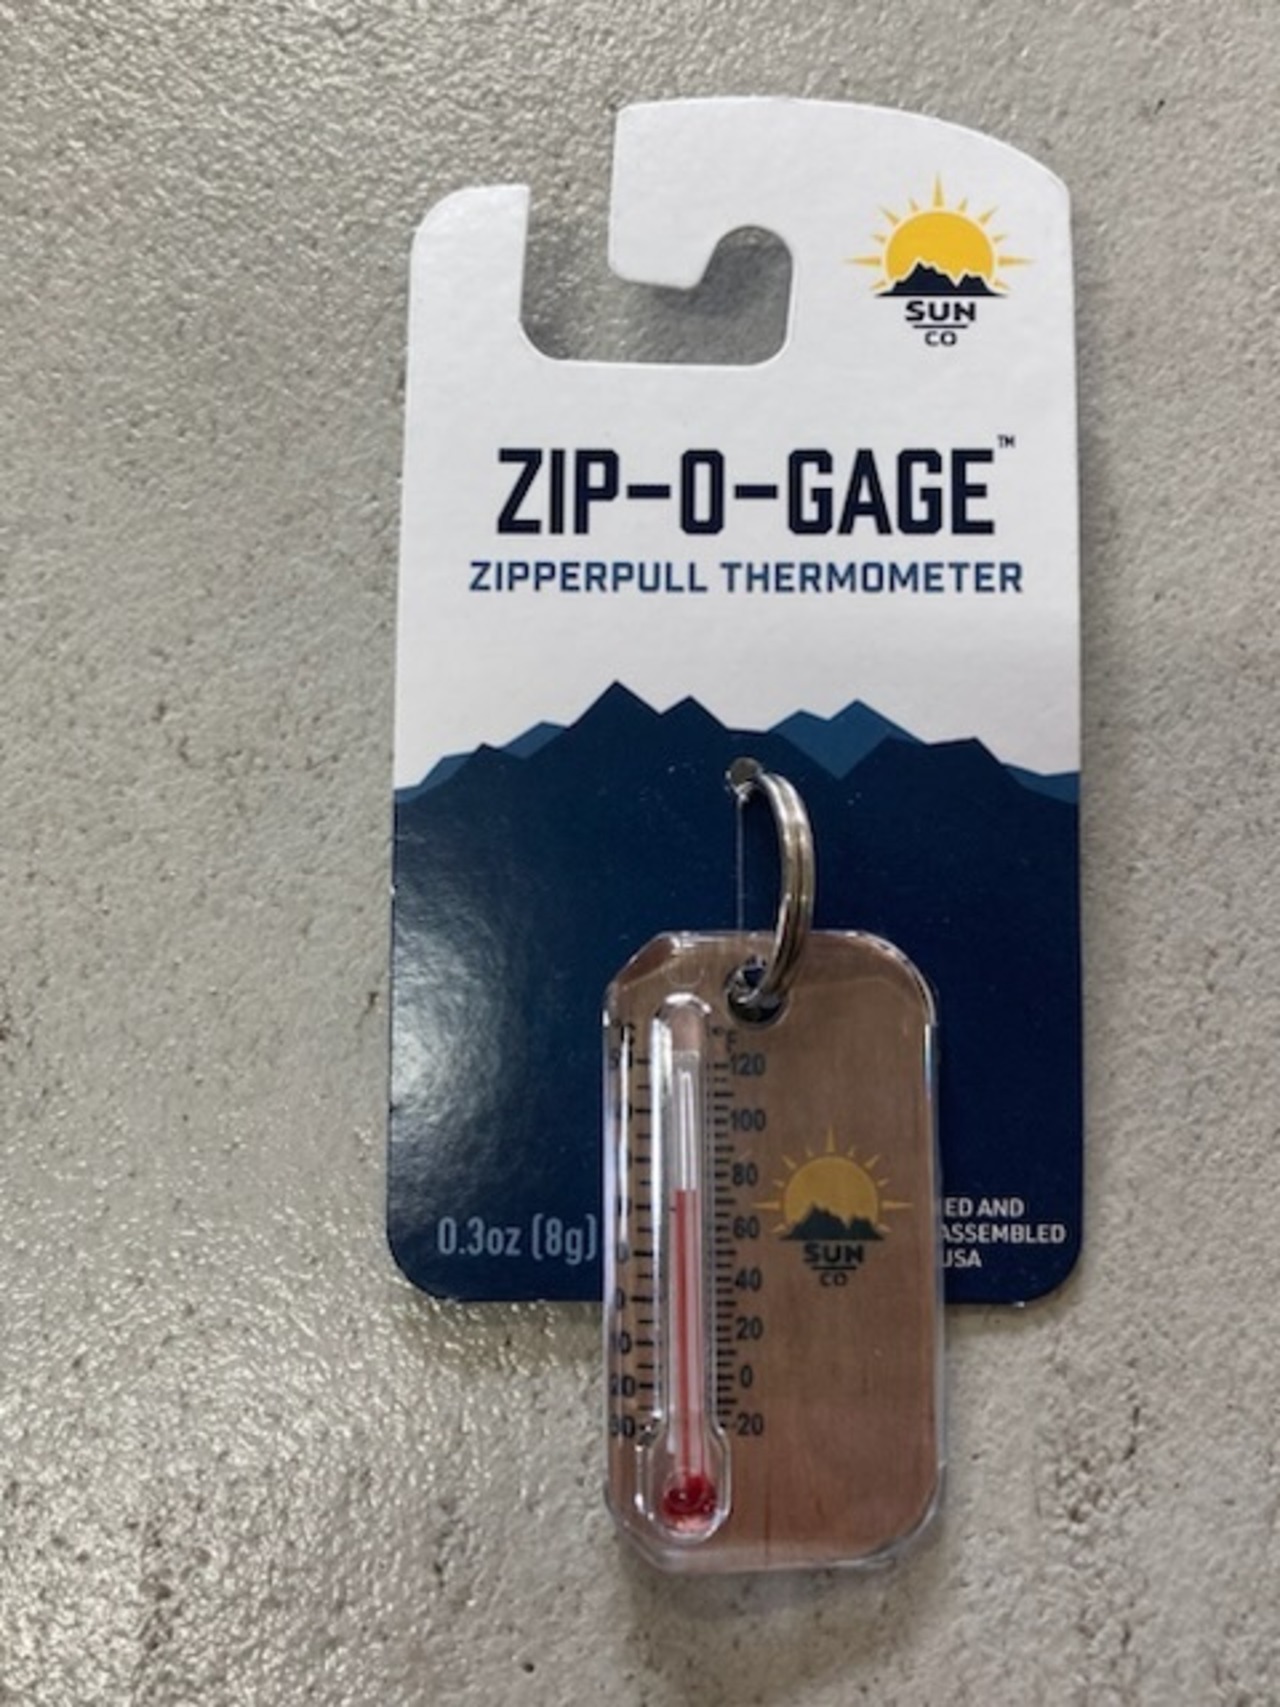 SUN
CO
ZIP-O-GAGE™
ZIPPERPULL THERMOMETER
°F
120
100
80
60
40
20
0
-20
SUN
CO
0.3oz (8g)
ED AND
ASSEMBLED
USA